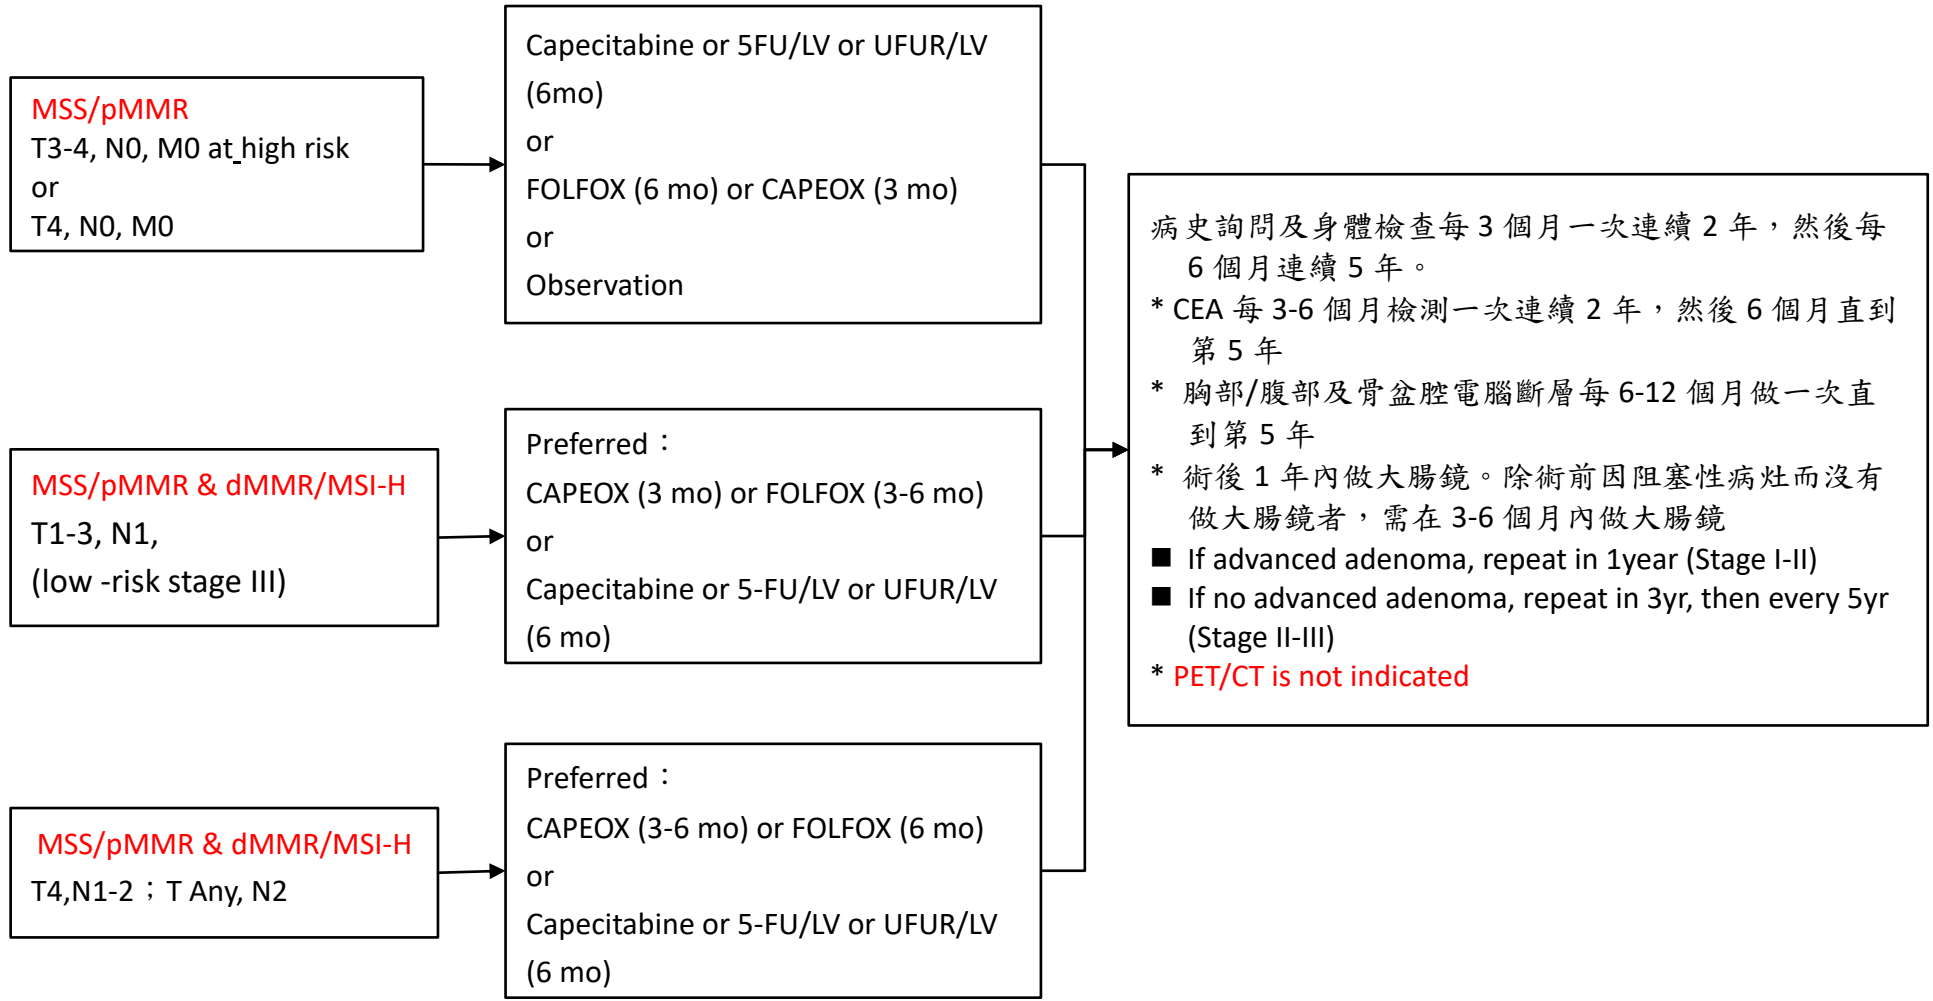 MSS/pMMR
T3-4, N0, M0 at high risk
or
T4, N0, M0
Capecitabine or 5FU/LV or UFUR/LV
(6mo)
or
FOLFOX (6 mo) or CAPEOX (3 mo)
or
Observation
MSS/pMMR & dMMR/MSI-H
T1-3, N1,
(low -risk stage III)
Preferred：
CAPEOX (3 mo) or FOLFOX (3-6 mo)
or
Capecitabine or 5-FU/LV or UFUR/LV
(6 mo)
MSS/pMMR & dMMR/MSI-H
T4,N1-2；T Any, N2
Preferred：
CAPEOX (3-6 mo) or FOLFOX (6 mo)
or
Capecitabine or 5-FU/LV or UFUR/LV
(6 mo)
病史詢問及身體檢查每 3 個月一次連續 2 年，然後每
6 個月連續 5 年。
* CEA 每 3-6 個月檢測一次連續 2 年，然後 6 個月直到
第 5 年
* 胸部/腹部及骨盆腔電腦斷層每 6-12 個月做一次直
到第 5 年
* 術後 1 年內做大腸鏡。除術前因阻塞性病灶而沒有
做大腸鏡者，需在 3-6 個月內做大腸鏡
■ If advanced adenoma, repeat in 1year (Stage I-II)
■ If no advanced adenoma, repeat in 3yr, then every 5yr
(Stage II-III)
* PET/CT is not indicated